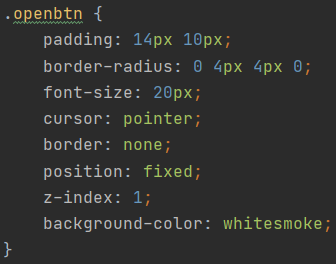 .openbtn {
    padding: 14px 10px;
    border-radius: 0 4px 4px 0;
    font-size: 20px;
    cursor: pointer;
    border: none;
    position: fixed;
    z-index: 1;
    background-color: whitesmoke;
}